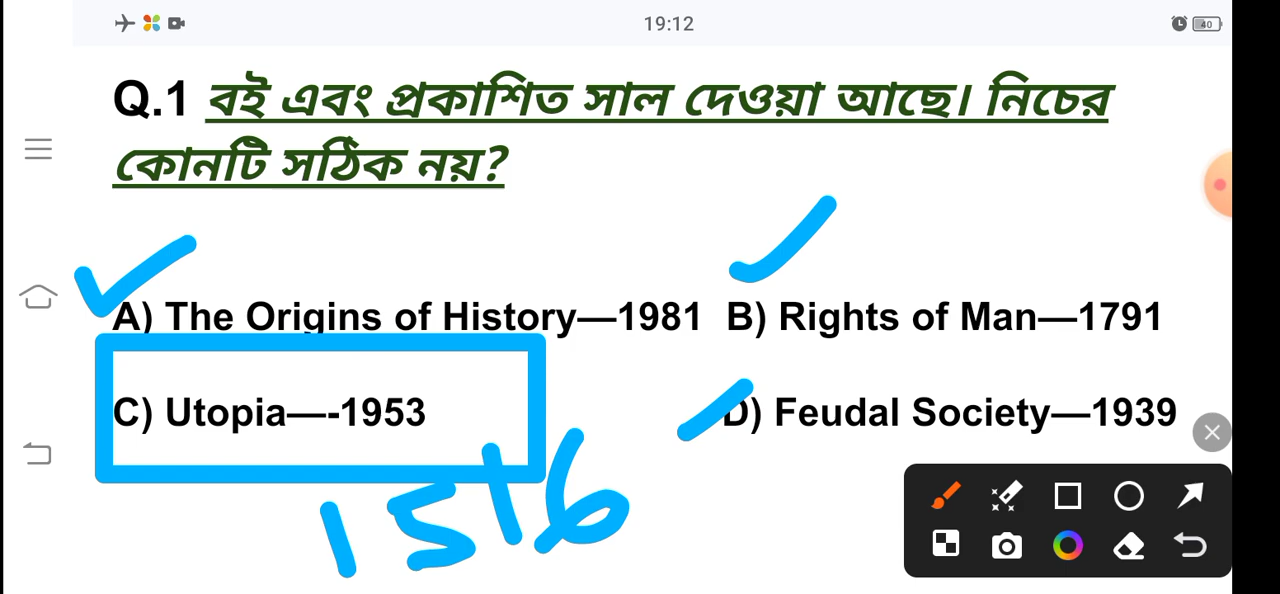 19:12
40
Q.1 বই এবং প্রকাশিত সাল দেওয়া আছে। নিচের
কোনটি সঠিক নয়?
A) The Origins of History—1981 B) Rights of Man—1791
C) Utopia—-1953 D) Feudal Society—1939
1516